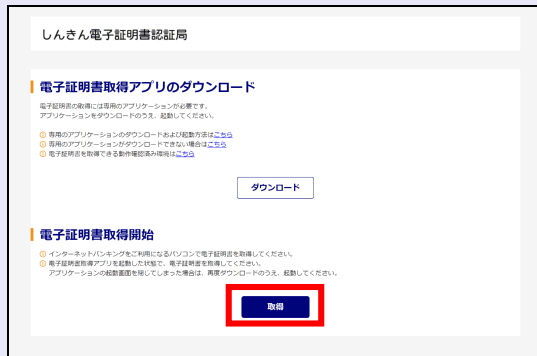 しんきん電子証明書認証局
電子証明書取得アプリのダウンロード
電子証明書の取得には専用のアプリケーションが必要です。
アプリケーションをダウンロードのうえ、起動してください。
専用のアプリケーションのダウンロードおよび起動方法はこちら
専用のアプリケーションがダウンロードできない場合はこちら
電子証明書を取得できる動作確認済み環境はこちら
ダウンロード
電子証明書取得開始
インターネットバンキングをご利用になるパソコンで電子証明書を取得してください。
電子証明書取得アプリを起動した状態で、電子証明書を取得してください。
アプリケーションの起動画面を閉じてしまった場合は、再度ダウンロードのうえ、起動してください。
取得